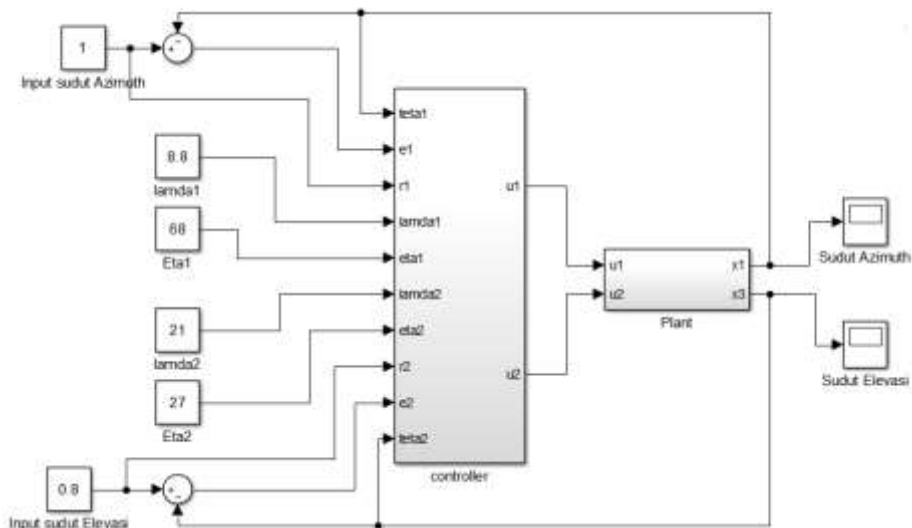 1
Input sudut Azimuth
8.8
lamda1
68
Eta1
21
lamda2
27
Eta2
0.8
Input sudut Elevasi
teta1
e1
r1
lamda1
eta1
lamda2
eta2
r2
e2
teta2
u1
u2
controller
u1
u2
x1
x3
Plant
Sudut Azimuth
Sudut Elevasi